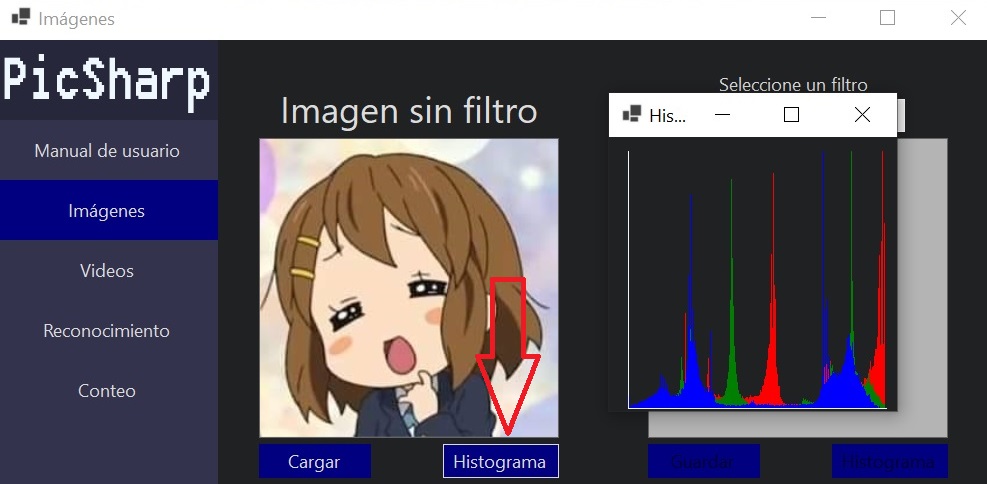 Imágenes
PicSharp
Manual de usuario
Imágenes
Videos
Reconocimiento
Conteo
Imagen sin filtro
Cargar
Histograma
Seleccione un filtro
His...
Guardar
Histograma